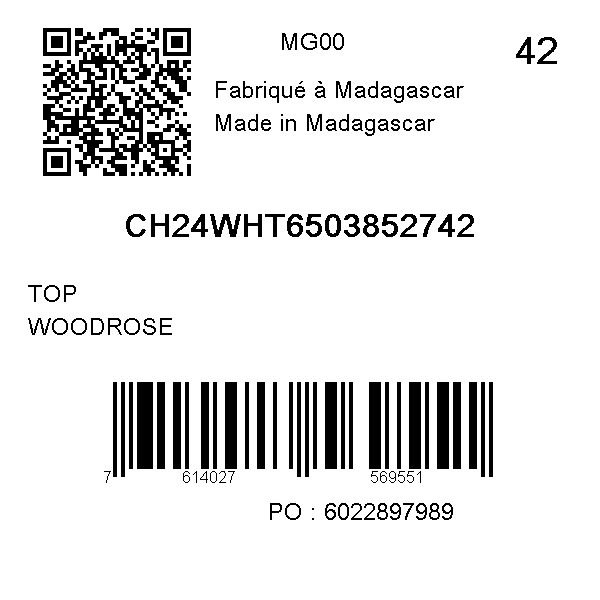 MG00
42
Fabriqué à Madagascar
Made in Madagascar
CH24WHT6503852742
TOP
WOODROSE
7 614027 569551
PO : 6022897989